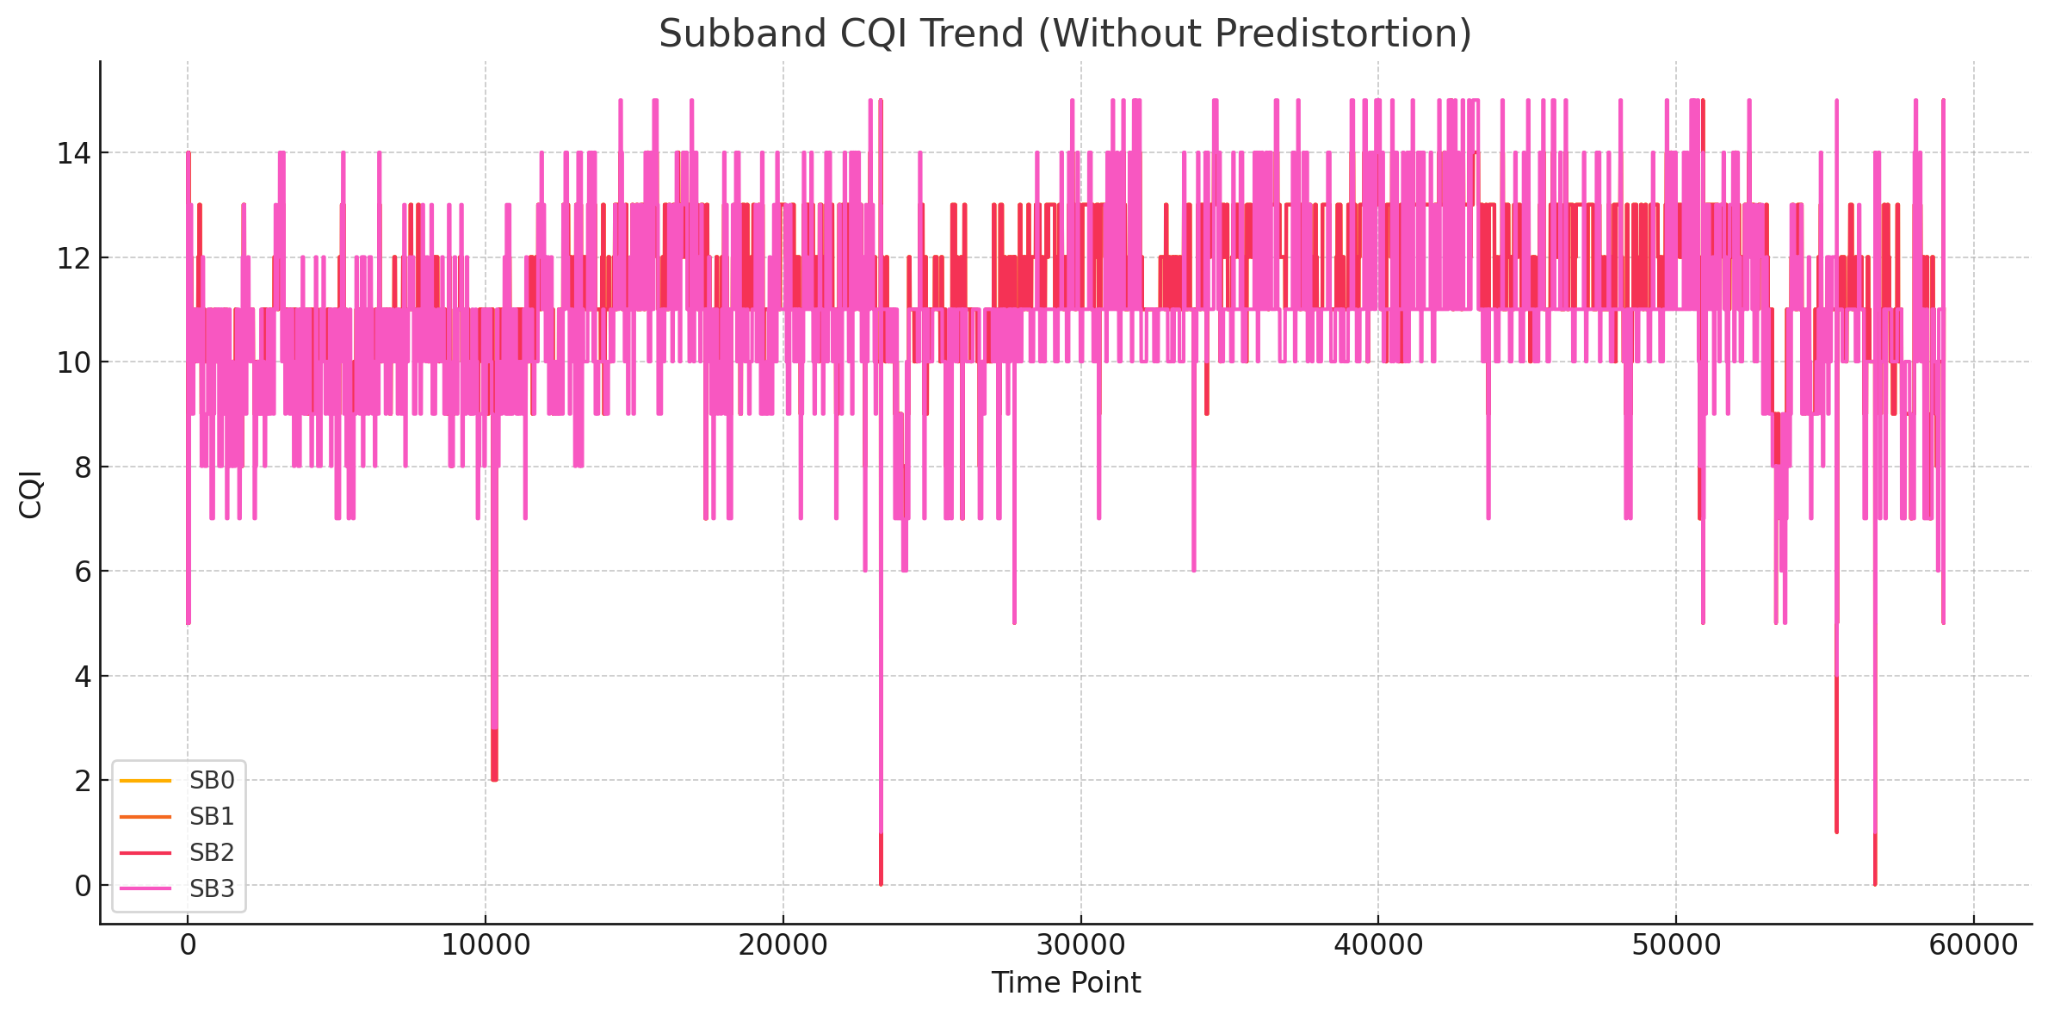 Subband CQI Trend (Without Predistortion)
14
12
10
8
6
4
2
0
CQI
SB0
SB1
SB2
SB3
0 10000 20000 30000 40000 50000 60000
Time Point